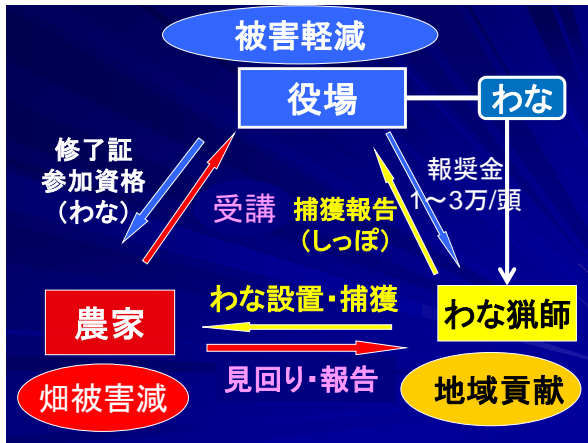 被害軽減
役場
わな
修了証
参加資格
（わな）
受講
捕獲報告
（しっぽ）
報奨金
1～3万/頭
農家
わな設置・捕獲
わな猟師
見回り・報告
畑被害減
地域貢献